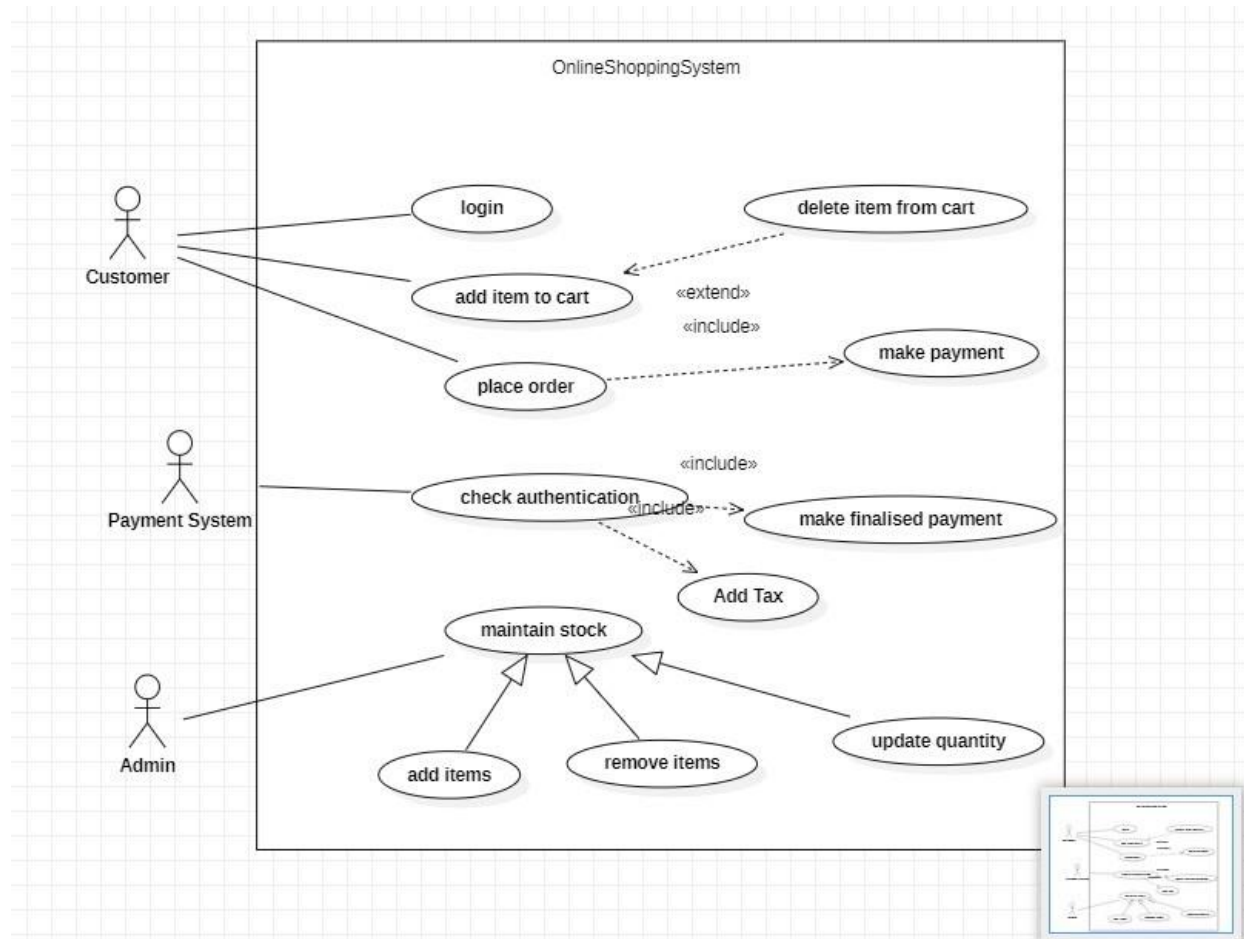 OnlineShoppingSystem
login
delete item from cart
Customer
add item to cart
«extend»
«include»
make payment
place order
«include»
check authentication
«include»
Payment System
make finalised payment
Add Tax
maintain stock
Admin
add items
remove items
update quantity